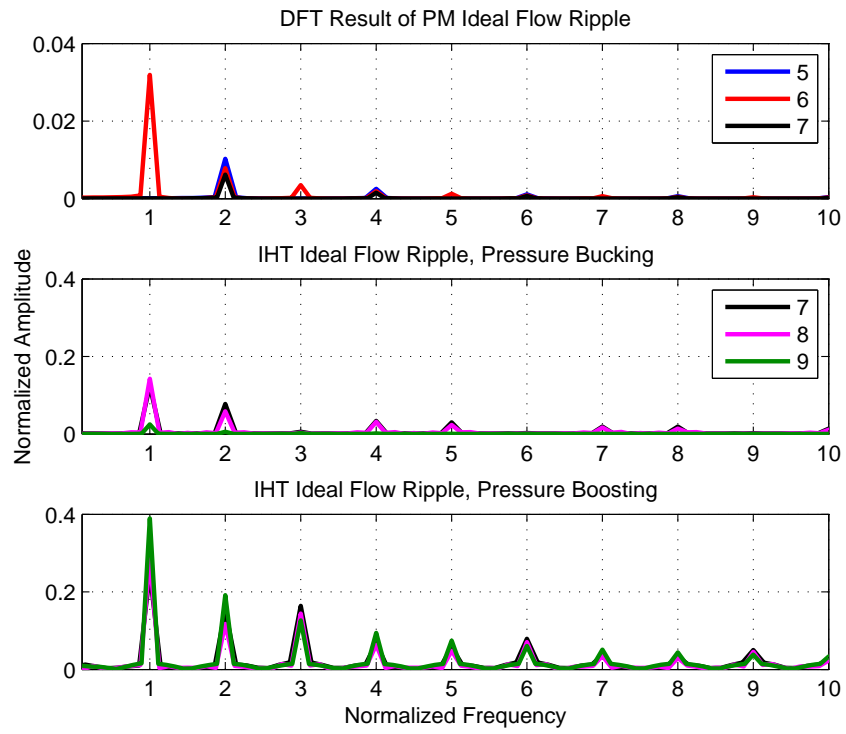 DFT Result of PM Ideal Flow Ripple
0.04
0.02
0
5
6
7
1 2 3 4 5 6 7 8 9 10
IHT Ideal Flow Ripple, Pressure Bucking
Normalized Amplitude
0.4
0.2
0
7
8
9
1 2 3 4 5 6 7 8 9 10
IHT Ideal Flow Ripple, Pressure Boosting
0.4
0.2
0
1 2 3 4 5 6 7 8 9 10
Normalized Frequency